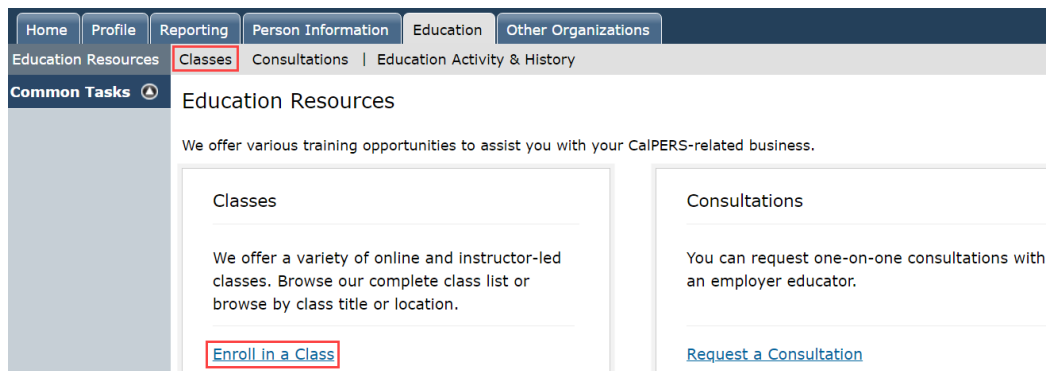 Home Profile Reporting Person Information Education Other Organizations
Education Resources Classes Consultations | Education Activity & History
Common Tasks
Education Resources
We offer various training opportunities to assist you with your CalPERS-related business.
Classes
We offer a variety of online and instructor-led
classes. Browse our complete class list or
browse by class title or location.
Enroll in a Class
Consultations
You can request one-on-one consultations with
an employer educator.
Request a Consultation